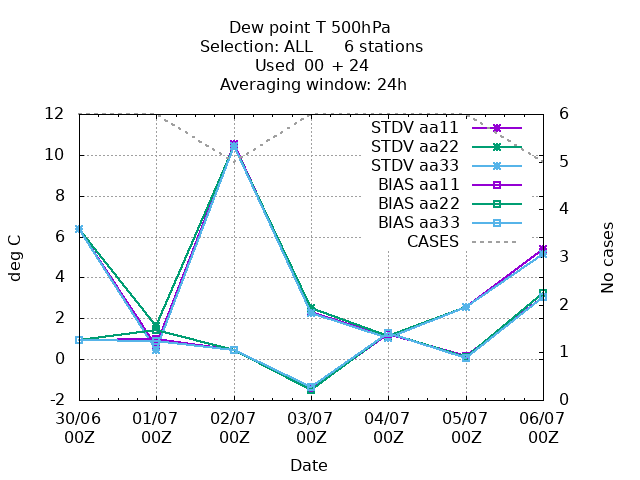 Dew point T 500hPa
Selection: ALL      6 stations
Used  00 + 24
Averaging window: 24h
12
10
8
6
4
2
0
-2
deg C
6
5
4
3
2
1
0
No cases
STDV aa11
STDV aa22
STDV aa33
BIAS aa11
BIAS aa22
BIAS aa33
CASES
30/06 01/07 02/07 03/07 04/07 05/07 06/07
00Z 00Z 00Z 00Z 00Z 00Z 00Z
Date